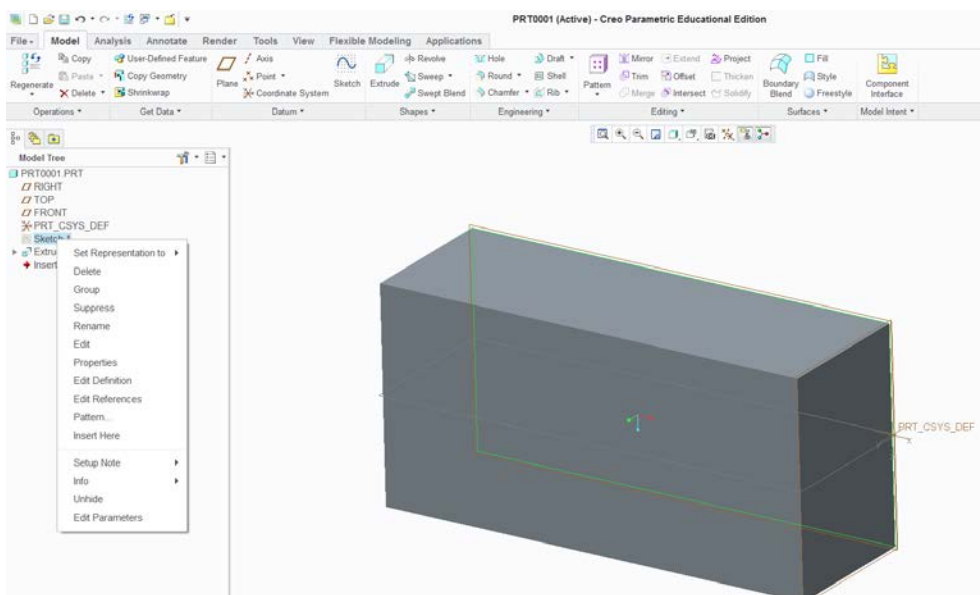 PRT0001 (Active) - Creo Parametric Educational Edition
File Model Analysis Annotate Render Tools View Flexible Modeling Applications
Regenerate
Copy
Paste
Delete
User-Defined Feature
Copy Geometry
Shrinkwrap
Plane
Axis
Point
Coordinate System
Sketch
Extrude
Revolve
Sweep
Swept Blend
Hole
Round
Chamfer
Draft
Shell
Rib
Pattern
Mirror
Trim
Merge
Extend
Offset
Intersect
Project
Thicken
Solidify
Boundary
Blend
Fill
Style
Freestyle
Component
Interface
Operations Get Data Datum Shapes Engineering Editing Surfaces Model Intent
Model Tree
PRT0001.PRT
RIGHT
TOP
FRONT
PRT_CSYS_DEF
Sketch 1
Extru
Insert
Set Representation to
Delete
Group
Suppress
Rename
Edit
Properties
Edit Definition
Edit References
Pattern...
Insert Here
Setup Note
Info
Unhide
Edit Parameters
PRT_CSYS_DEF
X